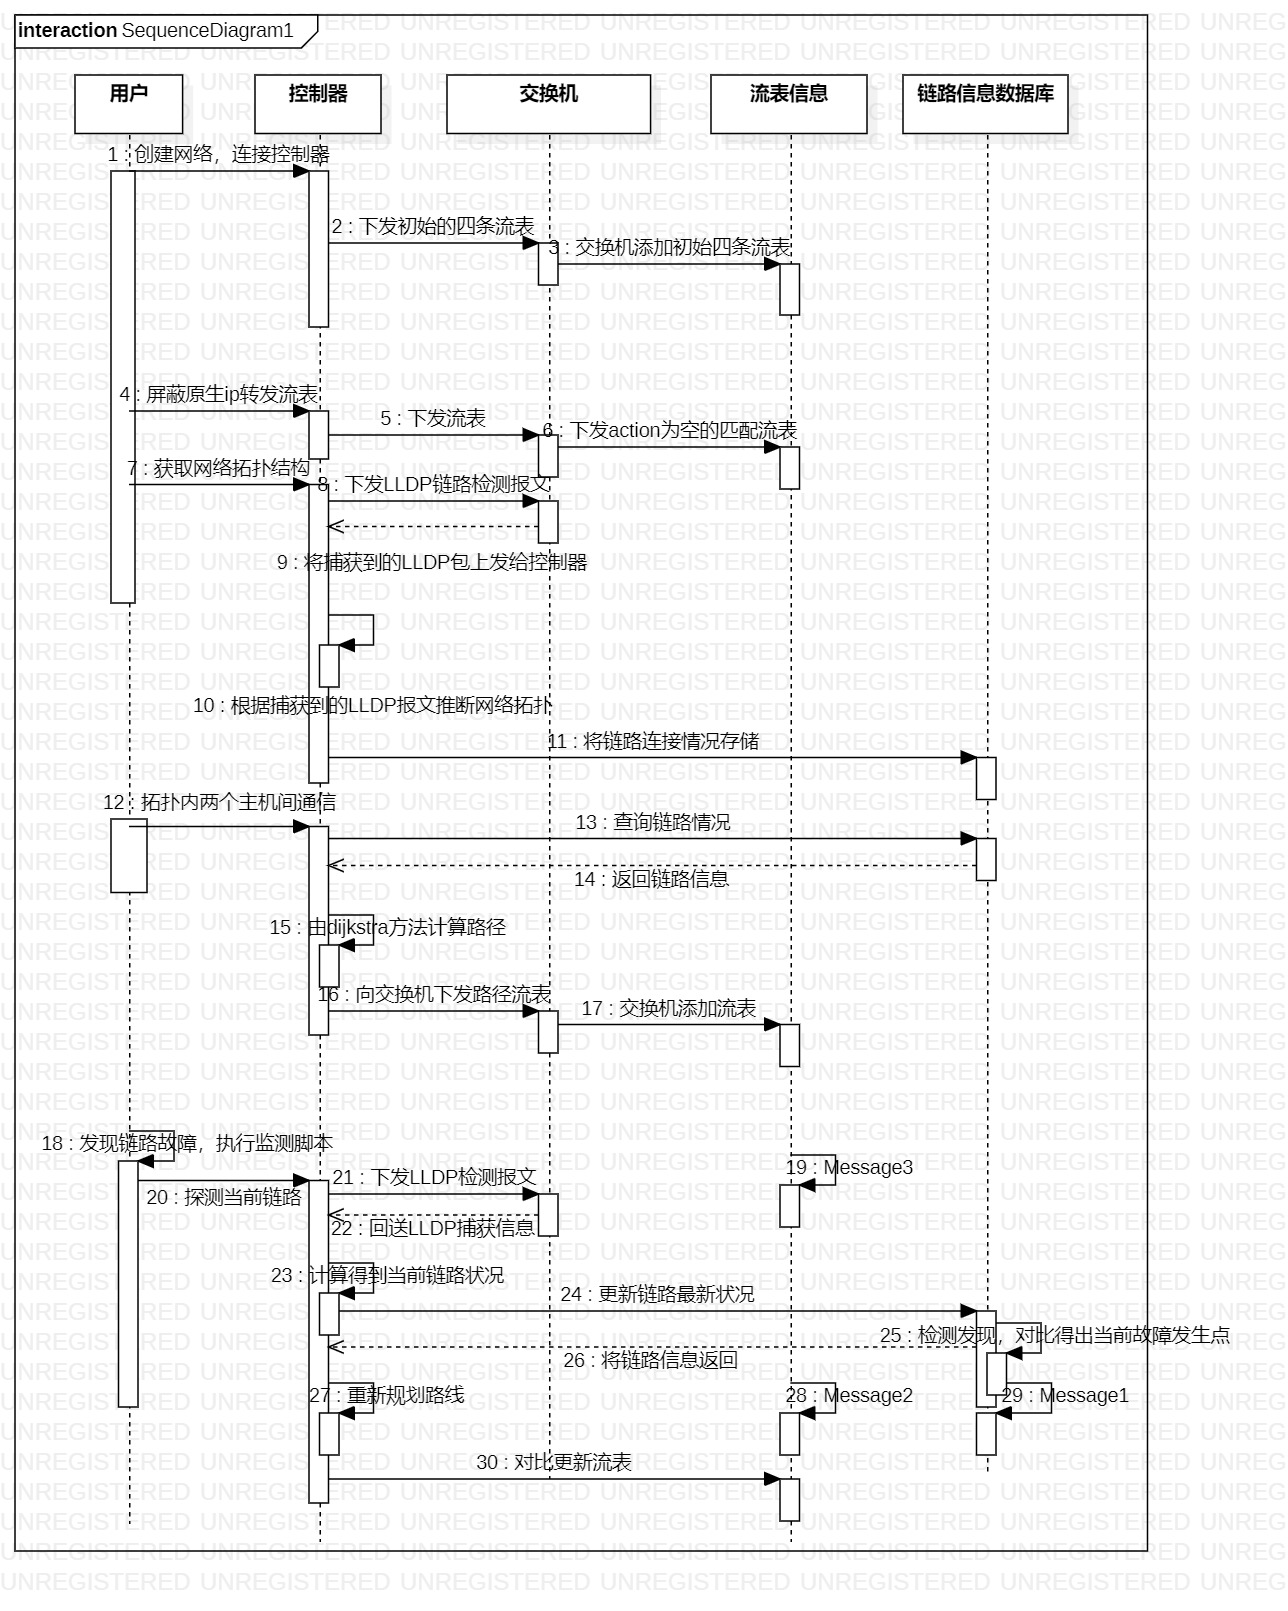 interaction SequenceDiagram1
用户
控制器
交换机
流表信息
链路信息数据库
1 : 创建网络，连接控制器
2 : 下发初始的四条流表
3 : 交换机添加初始四条流表
4 : 屏蔽原生ip转发流表
5 : 下发流表
6 : 下发action为空的匹配流表
7 : 获取网络拓扑结构
8 : 下发LLDP链路检测报文
9 : 将捕获到的LLDP包上发给控制器
10 : 根据捕获到的LLDP报文推断网络拓扑
11 : 将链路连接情况存储
12 : 拓扑内两个主机间通信
13 : 查询链路情况
14 : 返回链路信息
15 : 由dijkstra方法计算路径
16 : 向交换机下发路径流表
17 : 交换机添加流表
18 : 发现链路故障，执行监测脚本
19 : Message3
20 : 探测当前链路
21 : 下发LLDP检测报文
22 : 回送LLDP捕获信息
23 : 计算得到当前链路状况
24 : 更新链路最新状况
25 : 检测发现，对比得出当前故障发生点
26 : 将链路信息返回
27 : 重新规划路线
28 : Message2
29 : Message1
30 : 对比更新流表